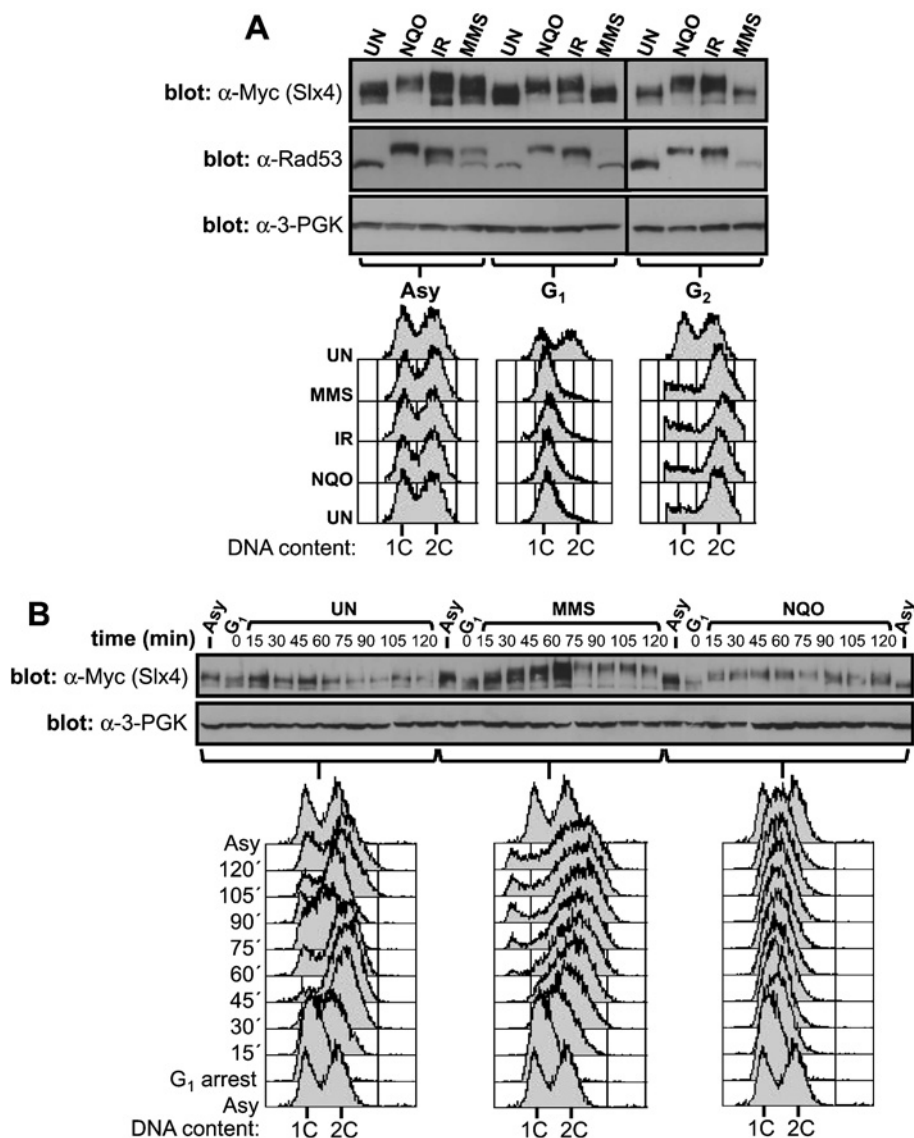 A
UN NQO IR MMS UN NQO IR MMS UN NQO IR MMS
blot: α-Myc (Slx4)
blot: α-Rad53
blot: α-3-PGK
Asy G1 G2
UN
MMS
IR
NQO
UN
DNA content: 1C 2C 1C 2C 1C 2C
B
Asy G1 UN Asy G1 MMS Asy G1 NQO Asy
time (min) 0 15 30 45 60 75 90 105 120 0 15 30 45 60 75 90 105 120 0 15 30 45 60 75 90 105 120
blot: α-Myc (Slx4)
blot: α-3-PGK
Asy
120´
105´
90´
75´
60´
45´
30´
15´
G1 arrest
Asy
DNA content: 1C 2C 1C 2C 1C 2C